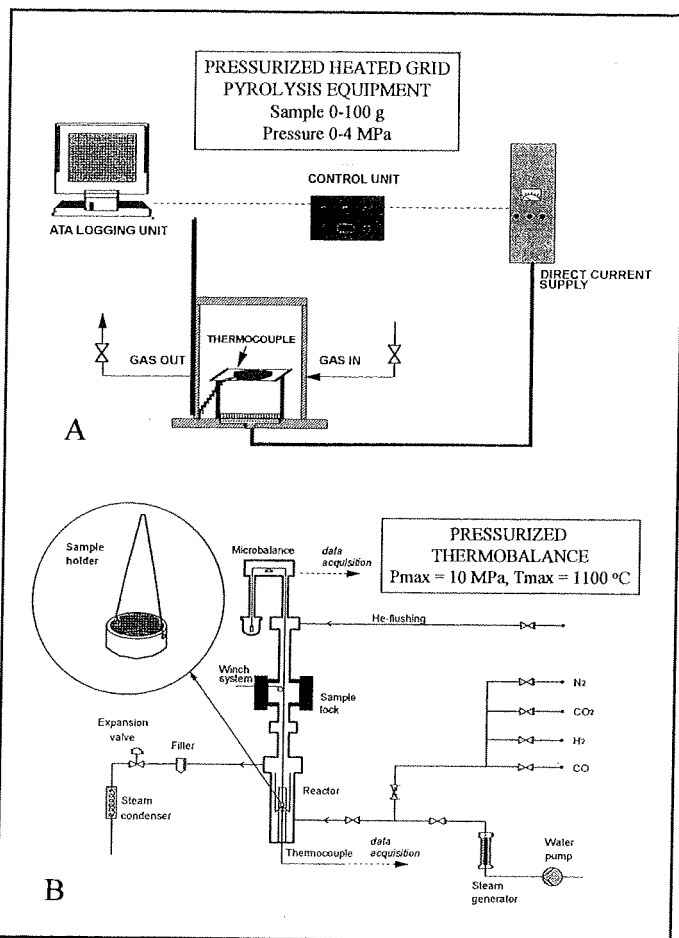 PRESSURIZED HEATED GRID
PYROLYSIS EQUIPMENT
Sample 0-100 g
Pressure 0-4 MPa
CONTROL UNIT
ATA LOGGING UNIT
DIRECT CURRENT
SUPPLY
THERMOCOUPLE
GAS OUT
GAS IN
A
Sample
holder
Microbalance
data
acquisition
PRESSURIZED
THERMOBALANCE
Pmax = 10 MPa, Tmax = 1100 °C
He-flushing
Winch
system
Sample
lock
N2
CO2
H2
CO
Expansion
valve
Filler
Reactor
Steam
condenser
Thermocouple
data
acquisition
Water
pump
Steam
generator
B